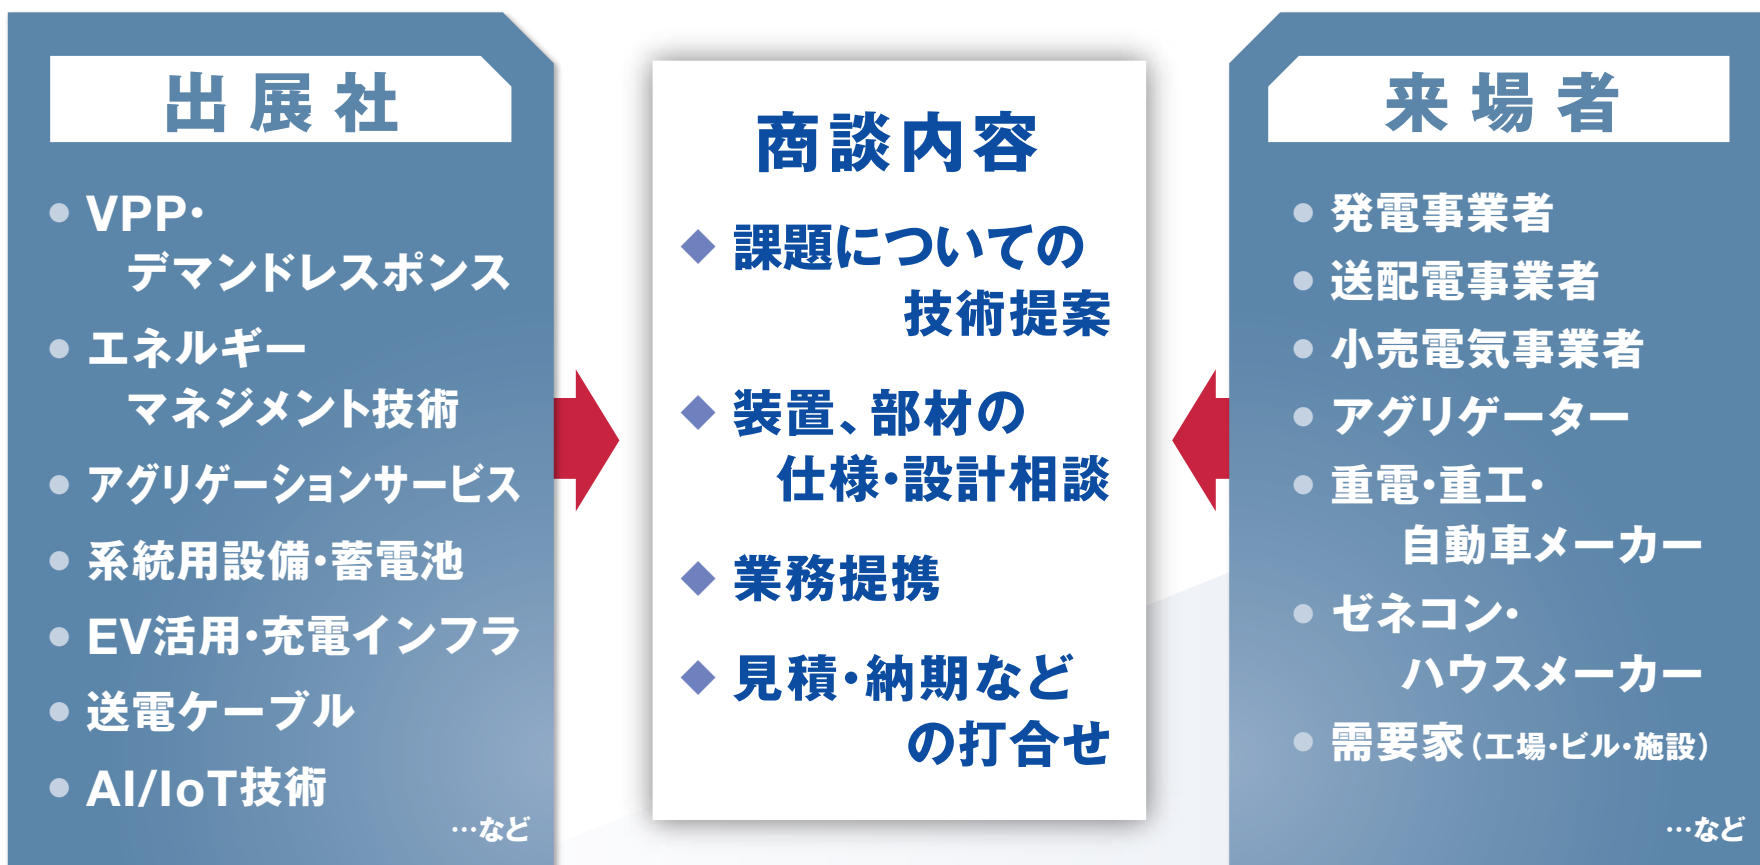 出展社
● VPP・
デマンドレスポンス
● エネルギー
マネジメント技術
● アグリゲーションサービス
● 系統用設備・蓄電池
● EV活用・充電インフラ
● 送電ケーブル
● AI/IoT技術
…など
商談内容
◆ 課題についての
技術提案
◆ 装置、部材の
仕様・設計相談
◆ 業務提携
◆ 見積・納期など
の打合せ
来場者
● 発電事業者
● 送配電事業者
● 小売電気事業者
● アグリゲーター
● 重電・重工・
自動車メーカー
● ゼネコン・
ハウスメーカー
● 需要家（工場・ビル・施設）
…など